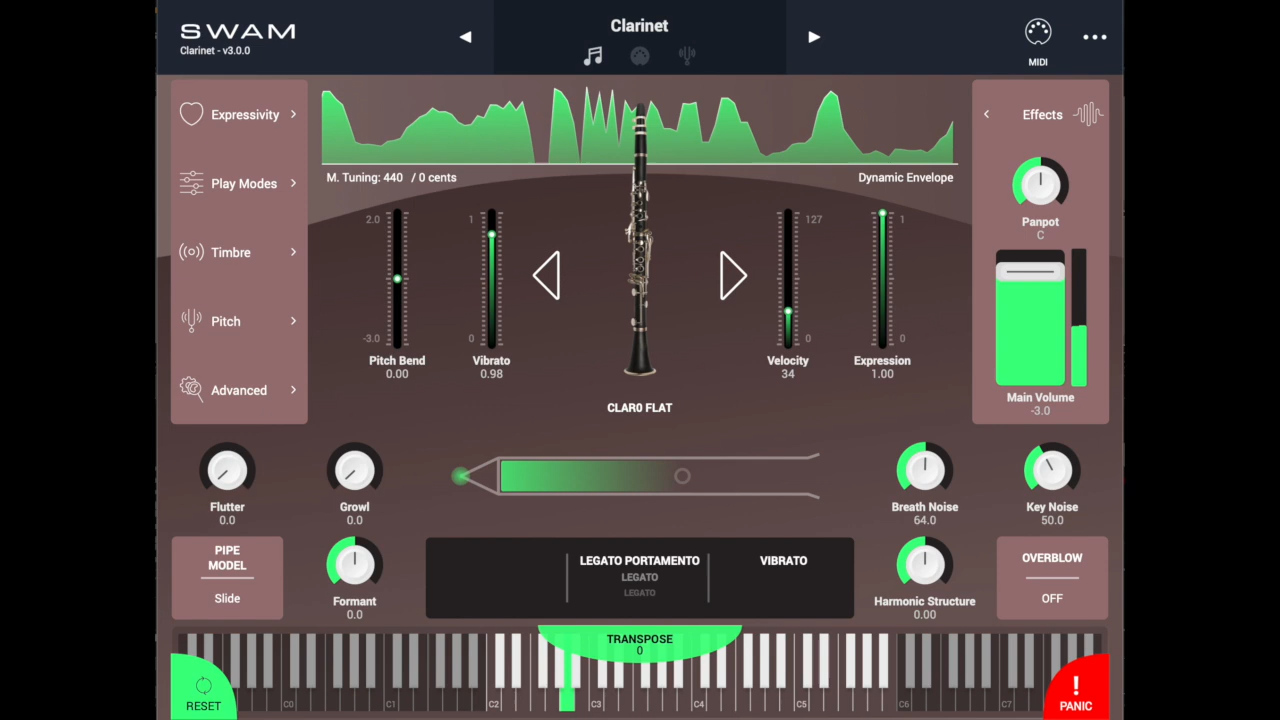 SWAM
Clarinet - v3.0.0
Clarinet
MIDI
Expressivity
Play Modes
Timbre
Pitch
Advanced
M. Tuning: 440 / 0 cents
Dynamic Envelope
2.0
-3.0
Pitch Bend
0.00
1
0
Vibrato
0.98
CLAR0 FLAT
127
0
Velocity
34
1
0
Expression
1.00
Effects
Panpot
C
Main Volume
-3.0
Flutter
0.0
Growl
0.0
Breath Noise
64.0
Key Noise
50.0
PIPE
MODEL
Slide
Formant
0.0
LEGATO PORTAMENTO
LEGATO
LEGATO
VIBRATO
Harmonic Structure
0.00
OVERBLOW
OFF
TRANSPOSE
0
C0 C1 C2 C3 C4 C5 C6 C7
RESET
!
PANIC